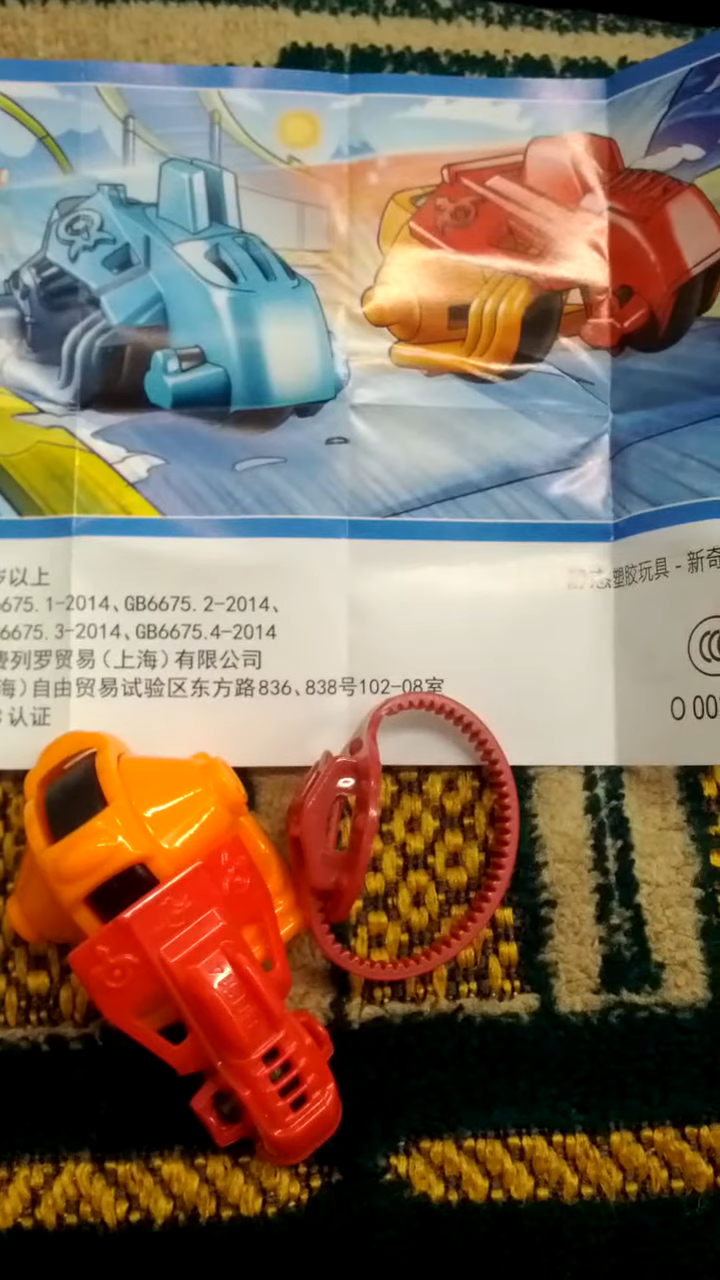 岁以上
6675.1-2014、GB6675.2-2014、
6675.3-2014、GB6675.4-2014
费列罗贸易（上海）有限公司
海）自由贸易试验区东方路836、838号102-08室
认证
塑胶玩具 - 新奇
O 00